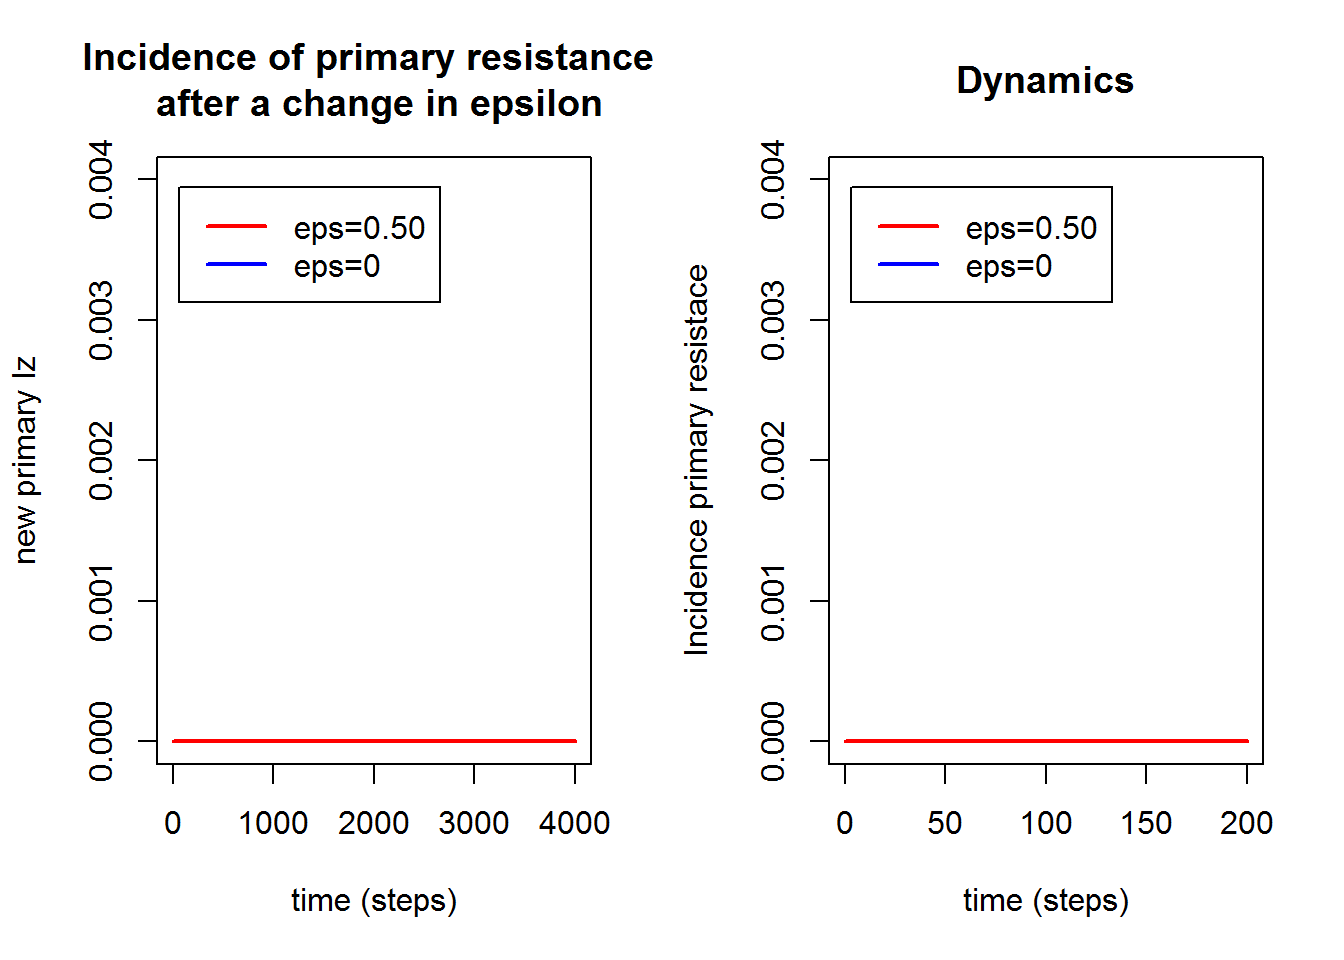 Incidence of primary resistance
after a change in epsilon
new primary Iz
0.004
0.003
0.002
0.001
0.000
eps=0.50
eps=0
0 1000 2000 3000 4000
time (steps)
Dynamics
Incidence primary resistace
0.004
0.003
0.002
0.001
0.000
eps=0.50
eps=0
0 50 100 150 200
time (steps)